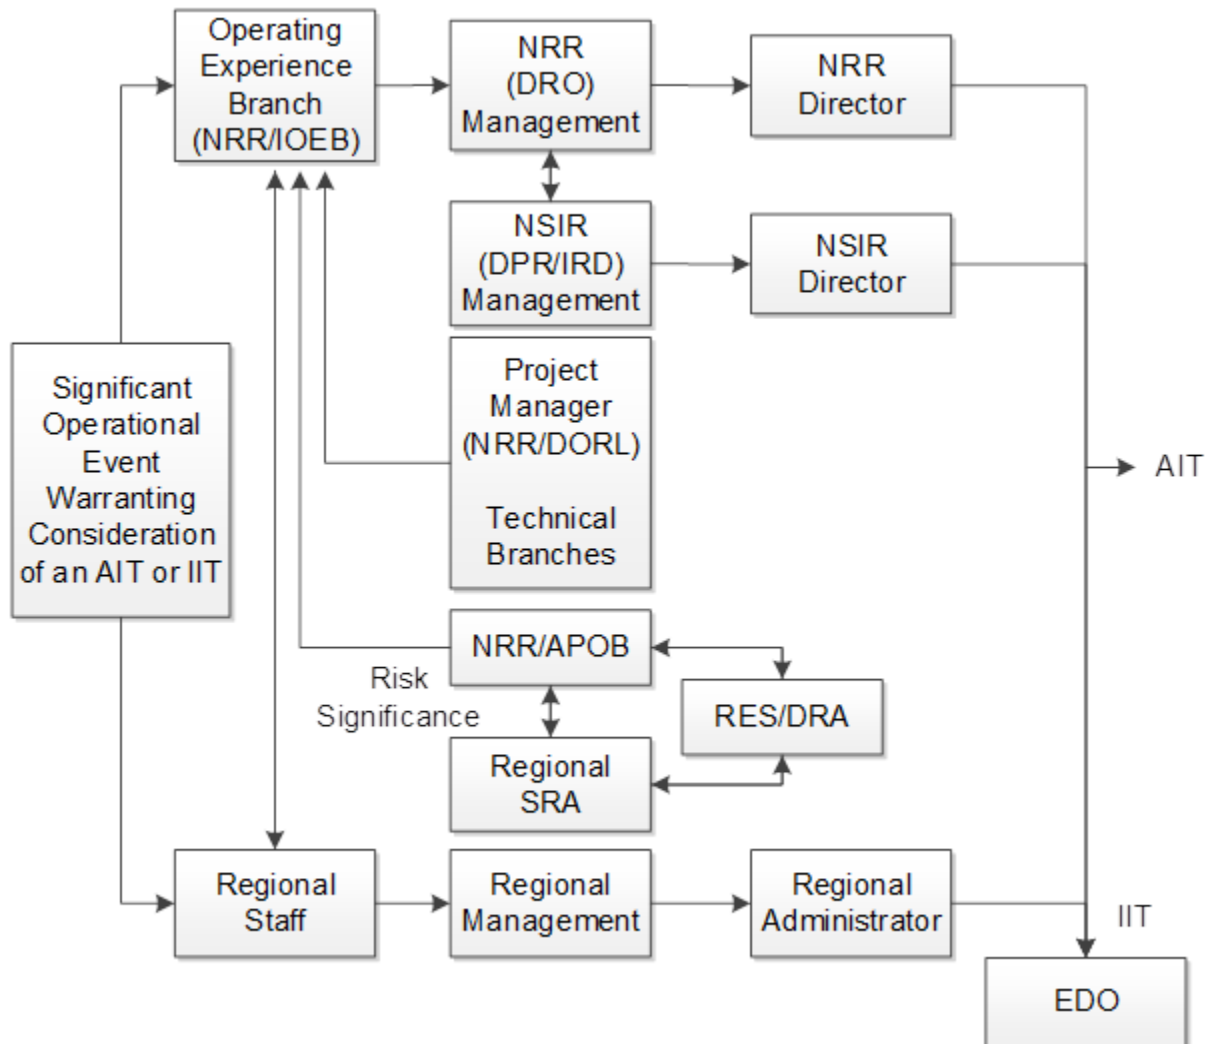 Operating
Experience
Branch
(NRR/IOEB)
NRR
(DRO)
Management
NRR
Director
NSIR
(DPR/IRD)
Management
NSIR
Director
Significant
Operational
Event
Warranting
Consideration
of an AIT or IIT
Project
Manager
(NRR/DORL)
Technical
Branches
AIT
NRR/APOB
Risk
Significance
RES/DRA
Regional
SRA
Regional
Staff
Regional
Management
Regional
Administrator
IIT
EDO